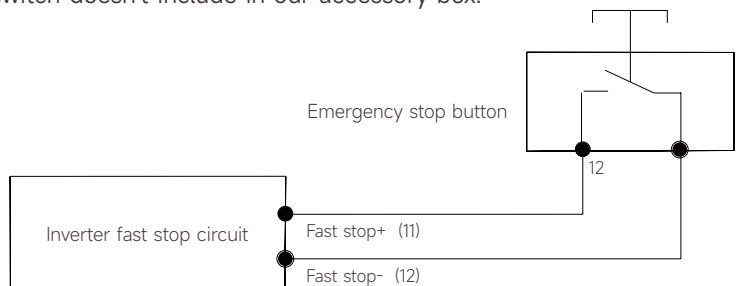 switch doesn't include in our accessory box.
Emergency stop button
12
Inverter fast stop circuit
Fast stop+ (11)
Fast stop- (12)